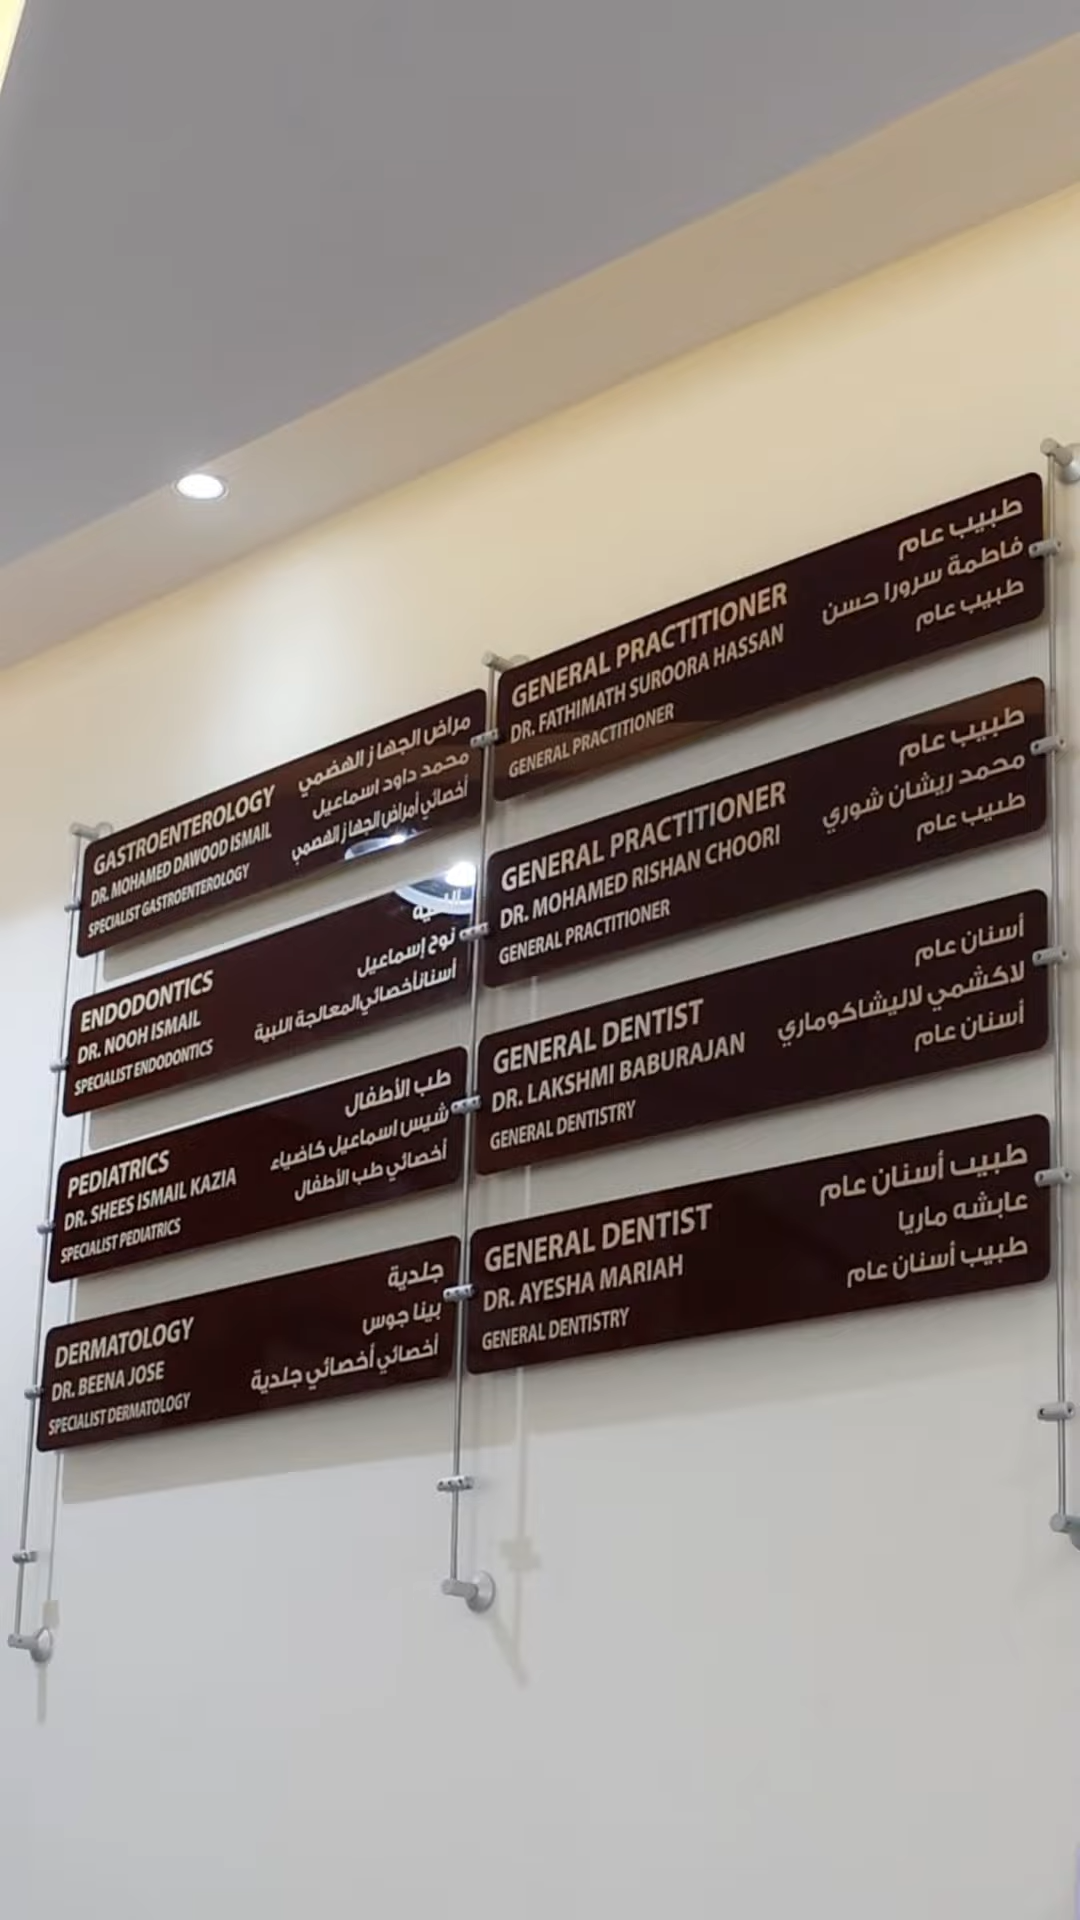 GASTROENTEROLOGY
DR. MOHAMED DAWOOD ISMAIL
SPECIALIST GASTROENTEROLOGY
مراض الجهاز الهضمي
محمد داود اسماعيل
أخصائي أمراض الجهاز الهضمي
ENDODONTICS
DR. NOOH ISMAIL
SPECIALIST ENDODONTICS
نوح إسماعيل
أسنانأخصائيالمعالجة اللبية
PEDIATRICS
DR. SHEES ISMAIL KAZIA
SPECIALIST PEDIATRICS
طب الأطفال
شيس اسماعيل كاضياء
أخصائي طب الأطفال
DERMATOLOGY
DR. BEENA JOSE
SPECIALIST DERMATOLOGY
جلدية
بينا جوس
أخصائي أخصائي جلدية
GENERAL PRACTITIONER
DR. FATHIMATH SUROORA HASSAN
GENERAL PRACTITIONER
طبيب عام
فاطمة سرورا حسن
طبيب عام
GENERAL PRACTITIONER
DR. MOHAMED RISHAN CHOORI
GENERAL PRACTITIONER
طبيب عام
محمد ريشان شوري
طبيب عام
GENERAL DENTIST
DR. LAKSHMI BABURAJAN
GENERAL DENTISTRY
أسنان عام
لاكشمي لاليشاكوماري
أسنان عام
GENERAL DENTIST
DR. AYESHA MARIAH
GENERAL DENTISTRY
طبيب أسنان عام
عايشه ماريا
طبيب أسنان عام